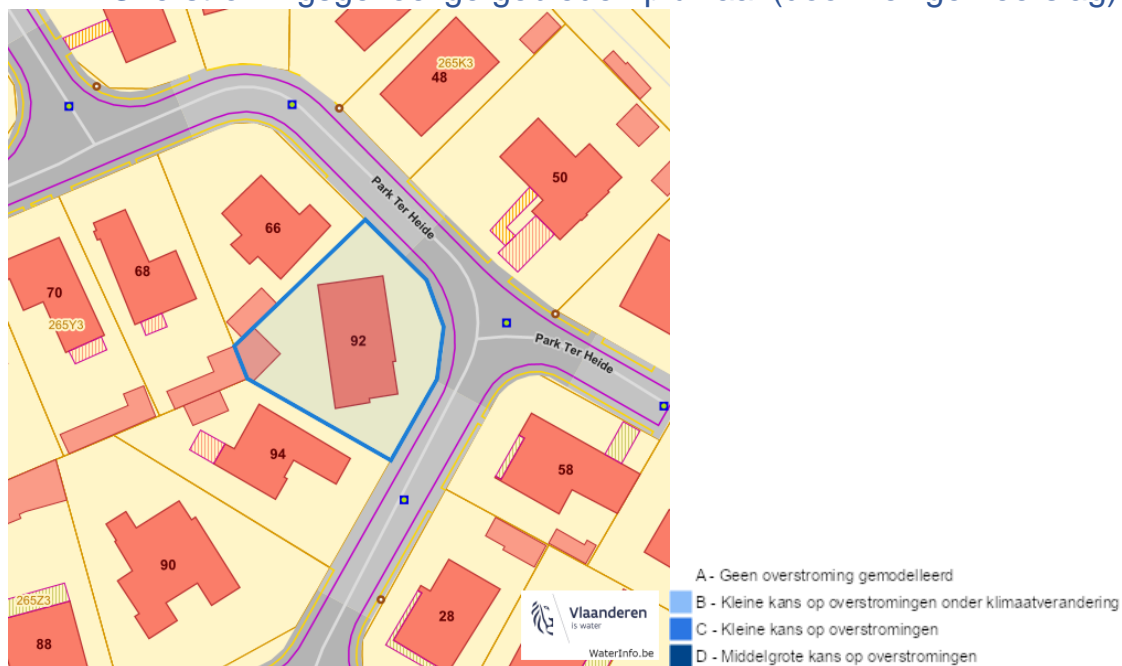 48
265K3
50
Park Ter Heide
66
68
70
265Y3
92
Park Ter Heide
94
58
90
265Z3
88
28
Vlaanderen
is water
WaterInfo.be
A - Geen overstroming gemodelleerd
B - Kleine kans op overstromingen onder klimaatverandering
C - Kleine kans op overstromingen
D - Middelgrote kans op overstromingen